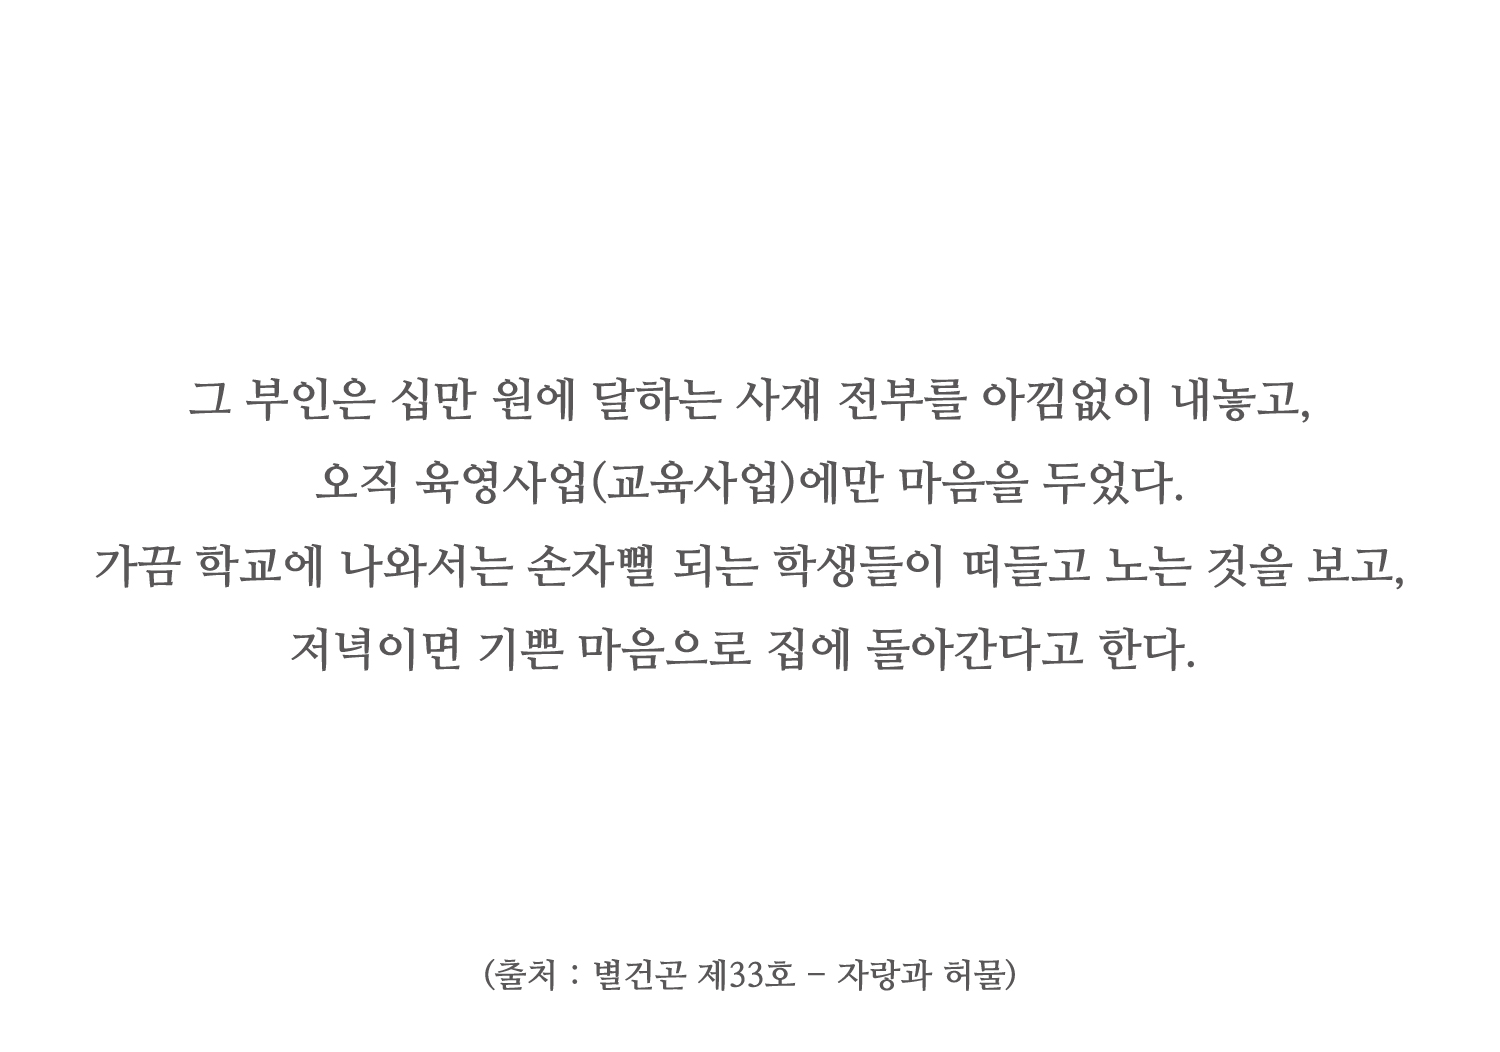 그 부인은 십만 원에 달하는 사재 전부를 아낌없이 내놓고,
오직 육영사업(교육사업)에만 마음을 두었다.
가끔 학교에 나와서는 손자뻘 되는 학생들이 떠들고 노는 것을 보고,
저녁이면 기쁜 마음으로 집에 돌아간다고 한다.
(출처 : 별건곤 제33호 – 자랑과 허물)